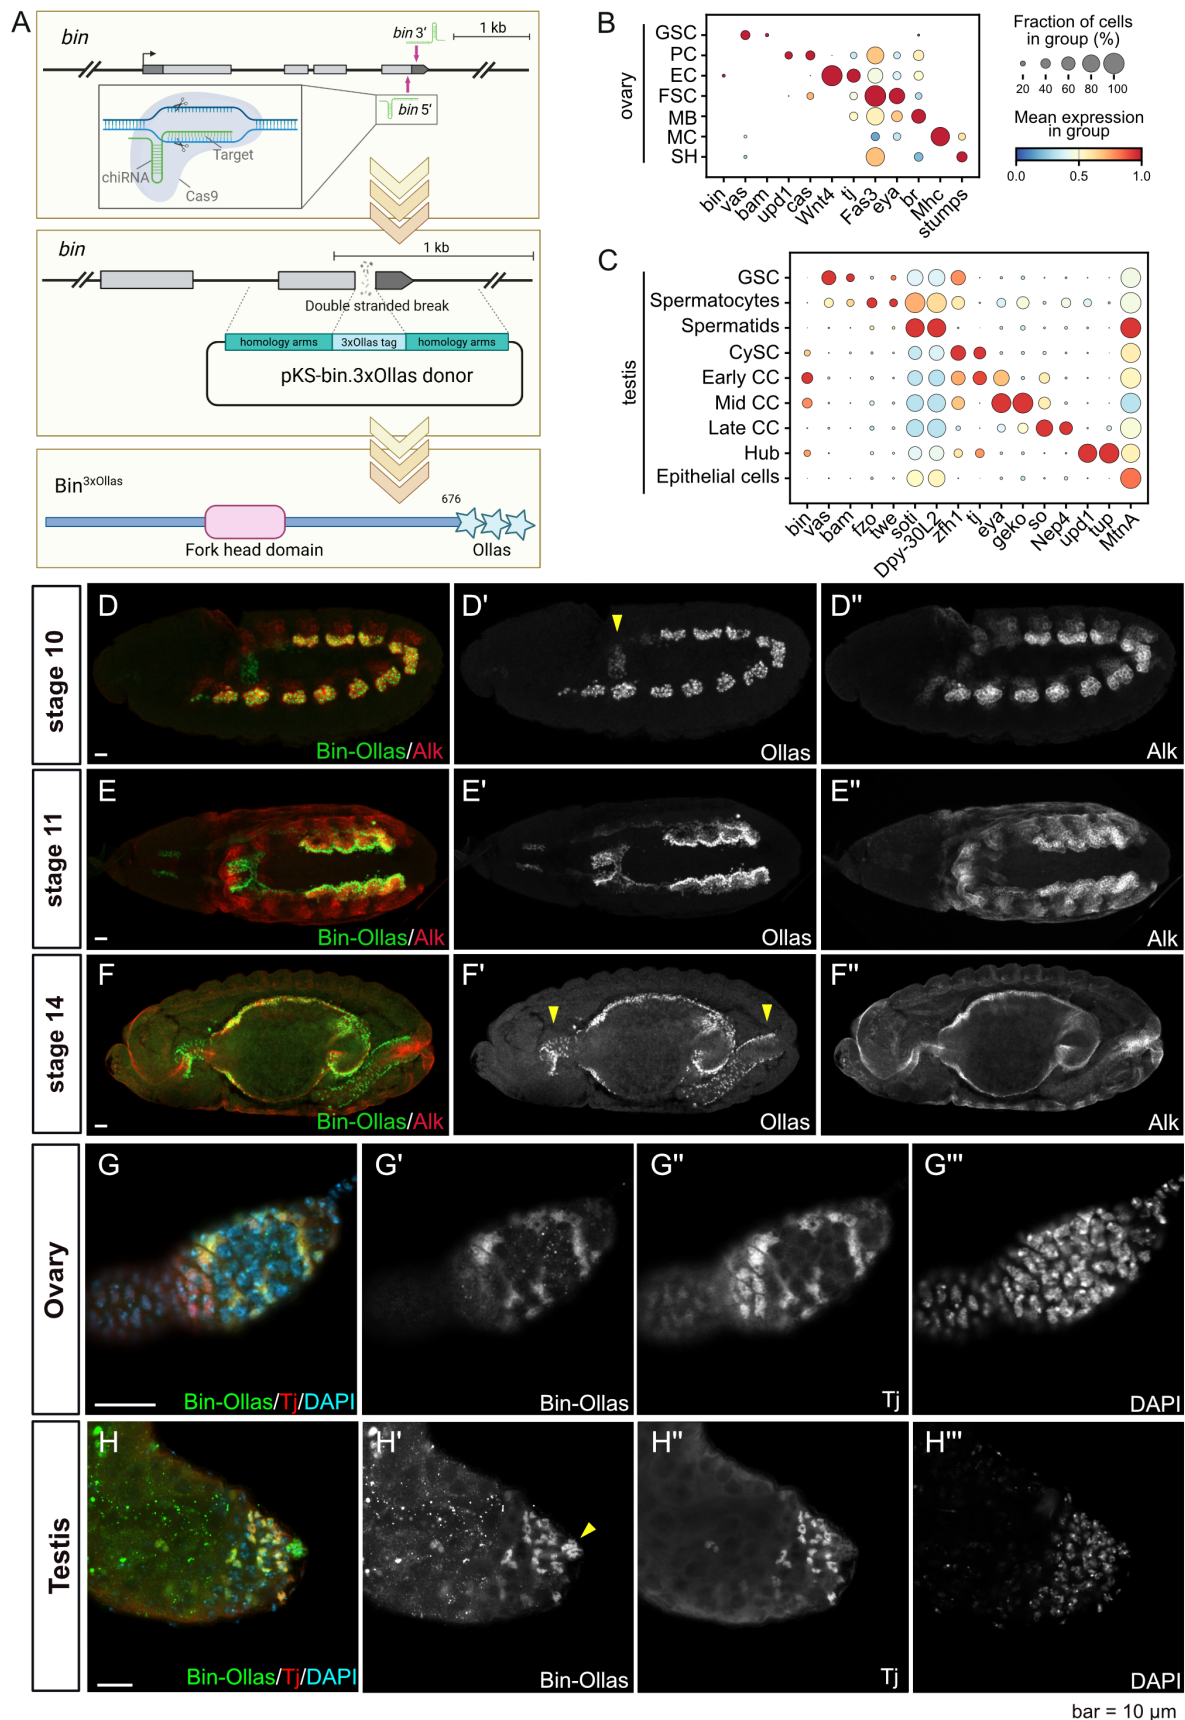 A
bin
bin 3′
1 kb
bin 5′
Target
chiRNA
Cas9
bin
1 kb
Double stranded break
homology arms
3xOllas tag
homology arms
pKS-bin.3xOllas donor
Bin3xOllas
676
Fork head domain
Ollas
B
ovary
GSC
PC
EC
FSC
MB
MC
SH
bin
vas
bam
upd1
cas
Wnt4
tj
Fas3
eya
br
Mhc
stumps
Fraction of cells
in group (%)
20 40 60 80 100
Mean expression
in group
0.0 0.5 1.0
C
testis
GSC
Spermatocytes
Spermatids
CySC
Early CC
Mid CC
Late CC
Hub
Epithelial cells
bin
vas
bam
fzo
twe
soti
Dpy-30L2
zfh1
tj
eya
geko
so
Nep4
upd1
tup
MtnA
stage 10
D
Bin-Ollas/Alk
D'
Ollas
D"
Alk
stage 11
E
Bin-Ollas/Alk
E'
Ollas
E"
Alk
stage 14
F
Bin-Ollas/Alk
F'
Ollas
F"
Alk
Ovary
G
Bin-Ollas/Tj/DAPI
G'
Bin-Ollas
G"
Tj
G"'
DAPI
Testis
H
Bin-Ollas/Tj/DAPI
H'
Bin-Ollas
H"
Tj
H"'
DAPI
bar = 10 µm